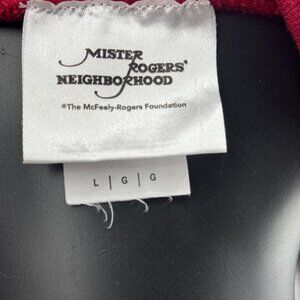 MISTER
ROGERS'
NEIGHBORHOOD
®The McFeely-Rogers Foundation
L | G | G